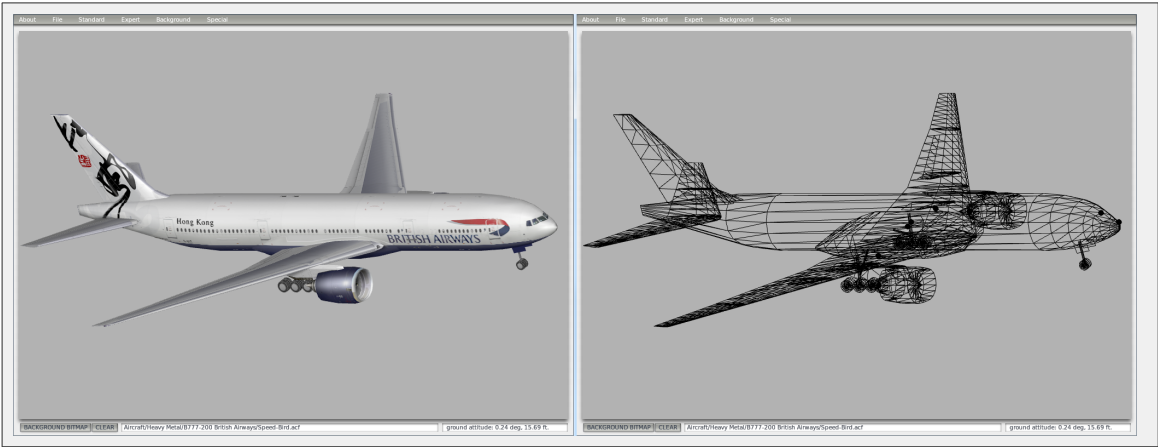 About File Standard Expert Background Special
Hong Kong
BRITISH AIRWAYS
BACKGROUND BITMAP CLEAR Aircraft/Heavy Metal/B777-200 British Airways/Speed-Bird.acf ground attitude: 0.24 deg, 15.69 ft.
About File Standard Expert Background Special
BACKGROUND BITMAP CLEAR Aircraft/Heavy Metal/B777-200 British Airways/Speed-Bird.acf ground attitude: 0.24 deg, 15.69 ft.